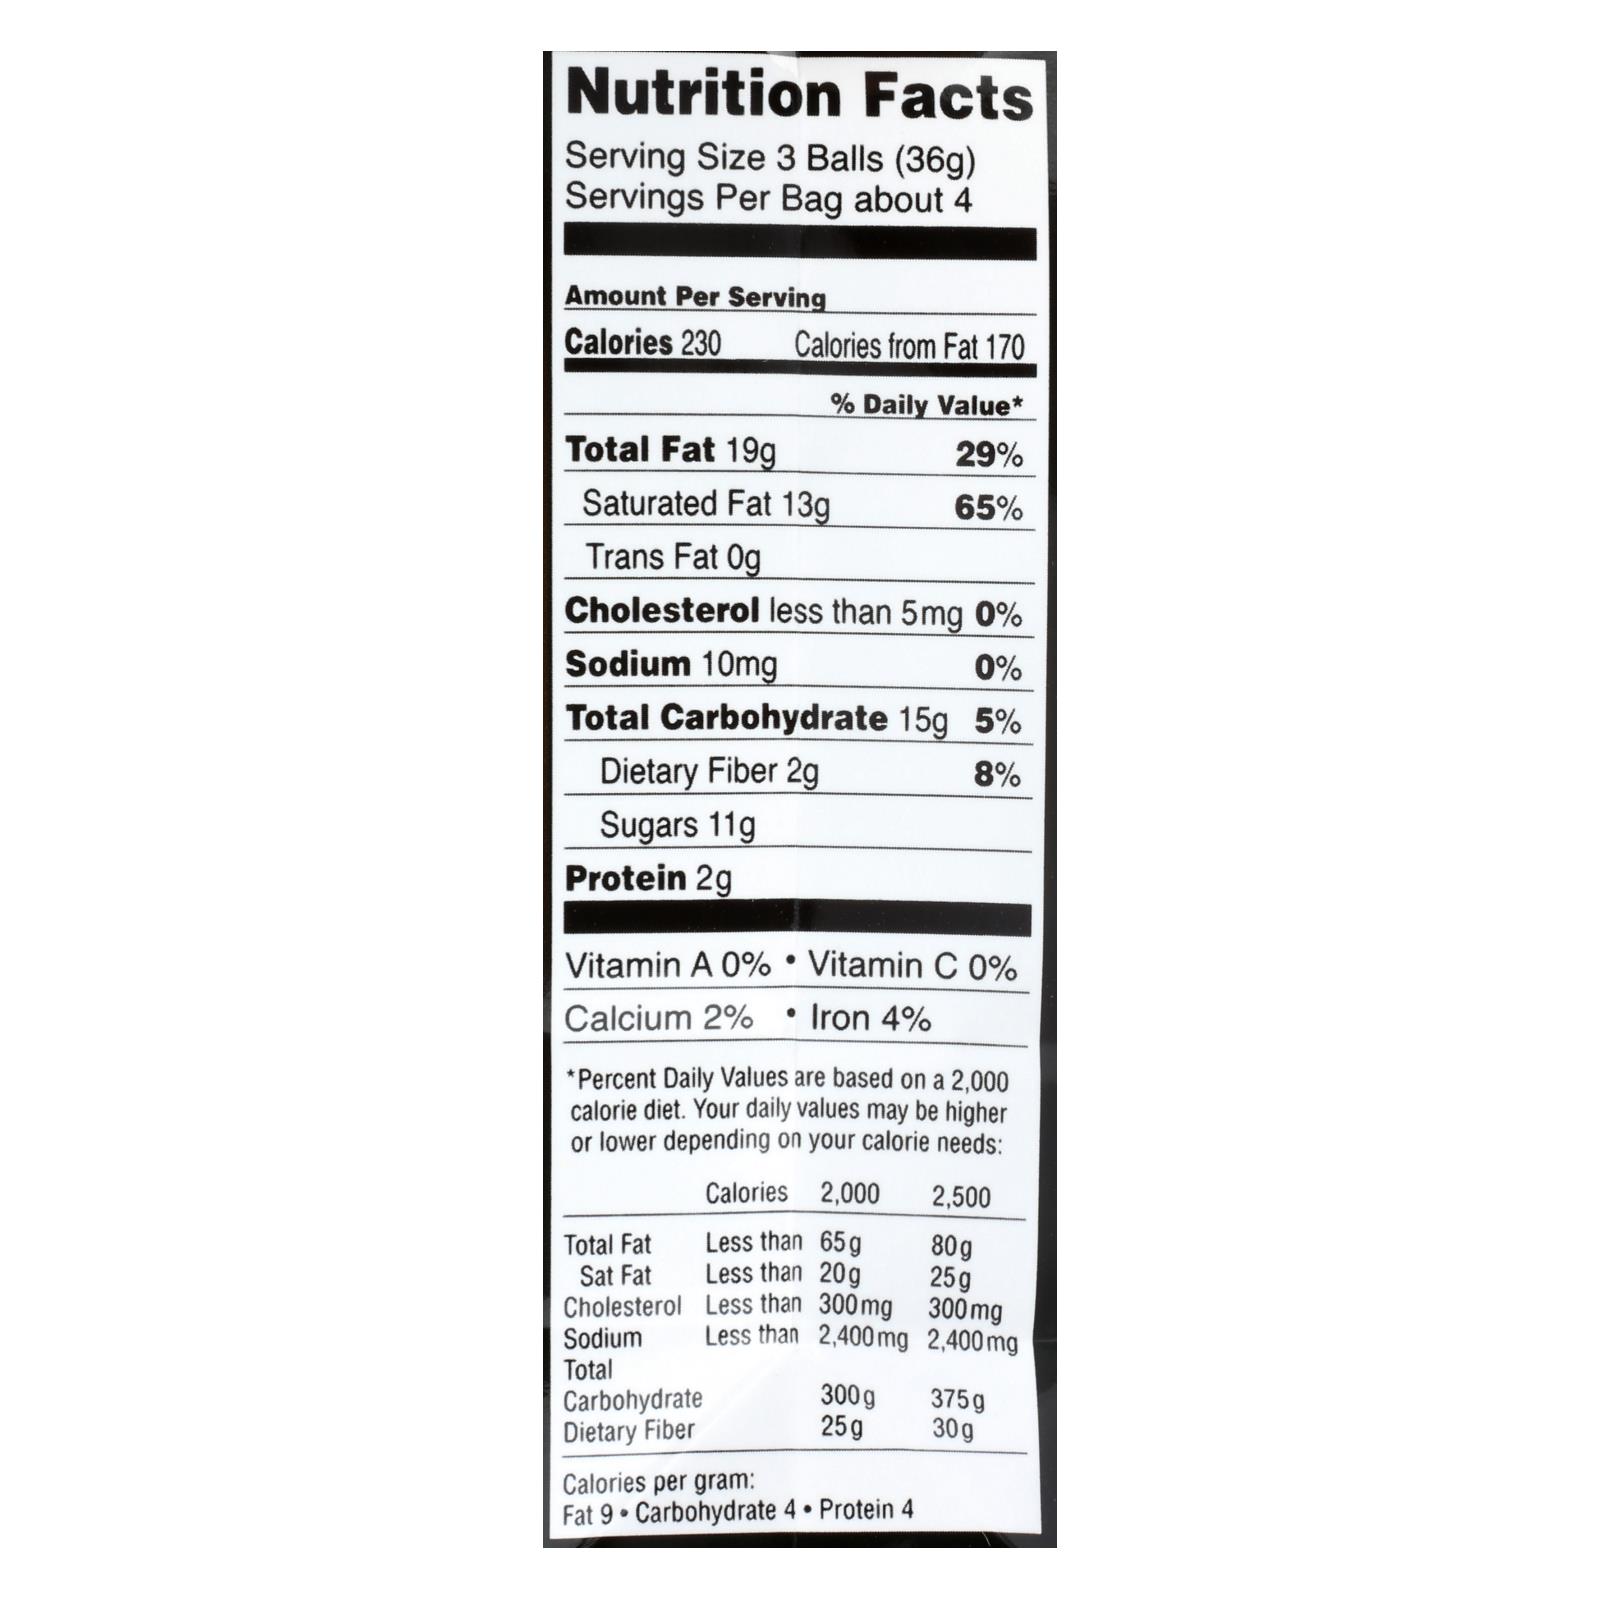 Nutrition Facts
Serving Size 3 Balls (36g)
Servings Per Bag about 4
Amount Per Serving
Calories 230 Calories from Fat 170
% Daily Value*
Total Fat 19g 29%
Saturated Fat 13g 65%
Trans Fat 0g
Cholesterol less than 5mg 0%
Sodium 10mg 0%
Total Carbohydrate 15g 5%
Dietary Fiber 2g 8%
Sugars 11g
Protein 2g
Vitamin A 0% • Vitamin C 0%
Calcium 2% • Iron 4%
*Percent Daily Values are based on a 2,000
calorie diet. Your daily values may be higher
or lower depending on your calorie needs:
Calories 2,000 2,500
Total Fat Less than 65g 80g
Sat Fat Less than 20g 25g
Cholesterol Less than 300mg 300mg
Sodium Less than 2,400mg 2,400mg
Total
Carbohydrate 300g 375g
Dietary Fiber 25g 30g
Calories per gram:
Fat 9 • Carbohydrate 4 • Protein 4